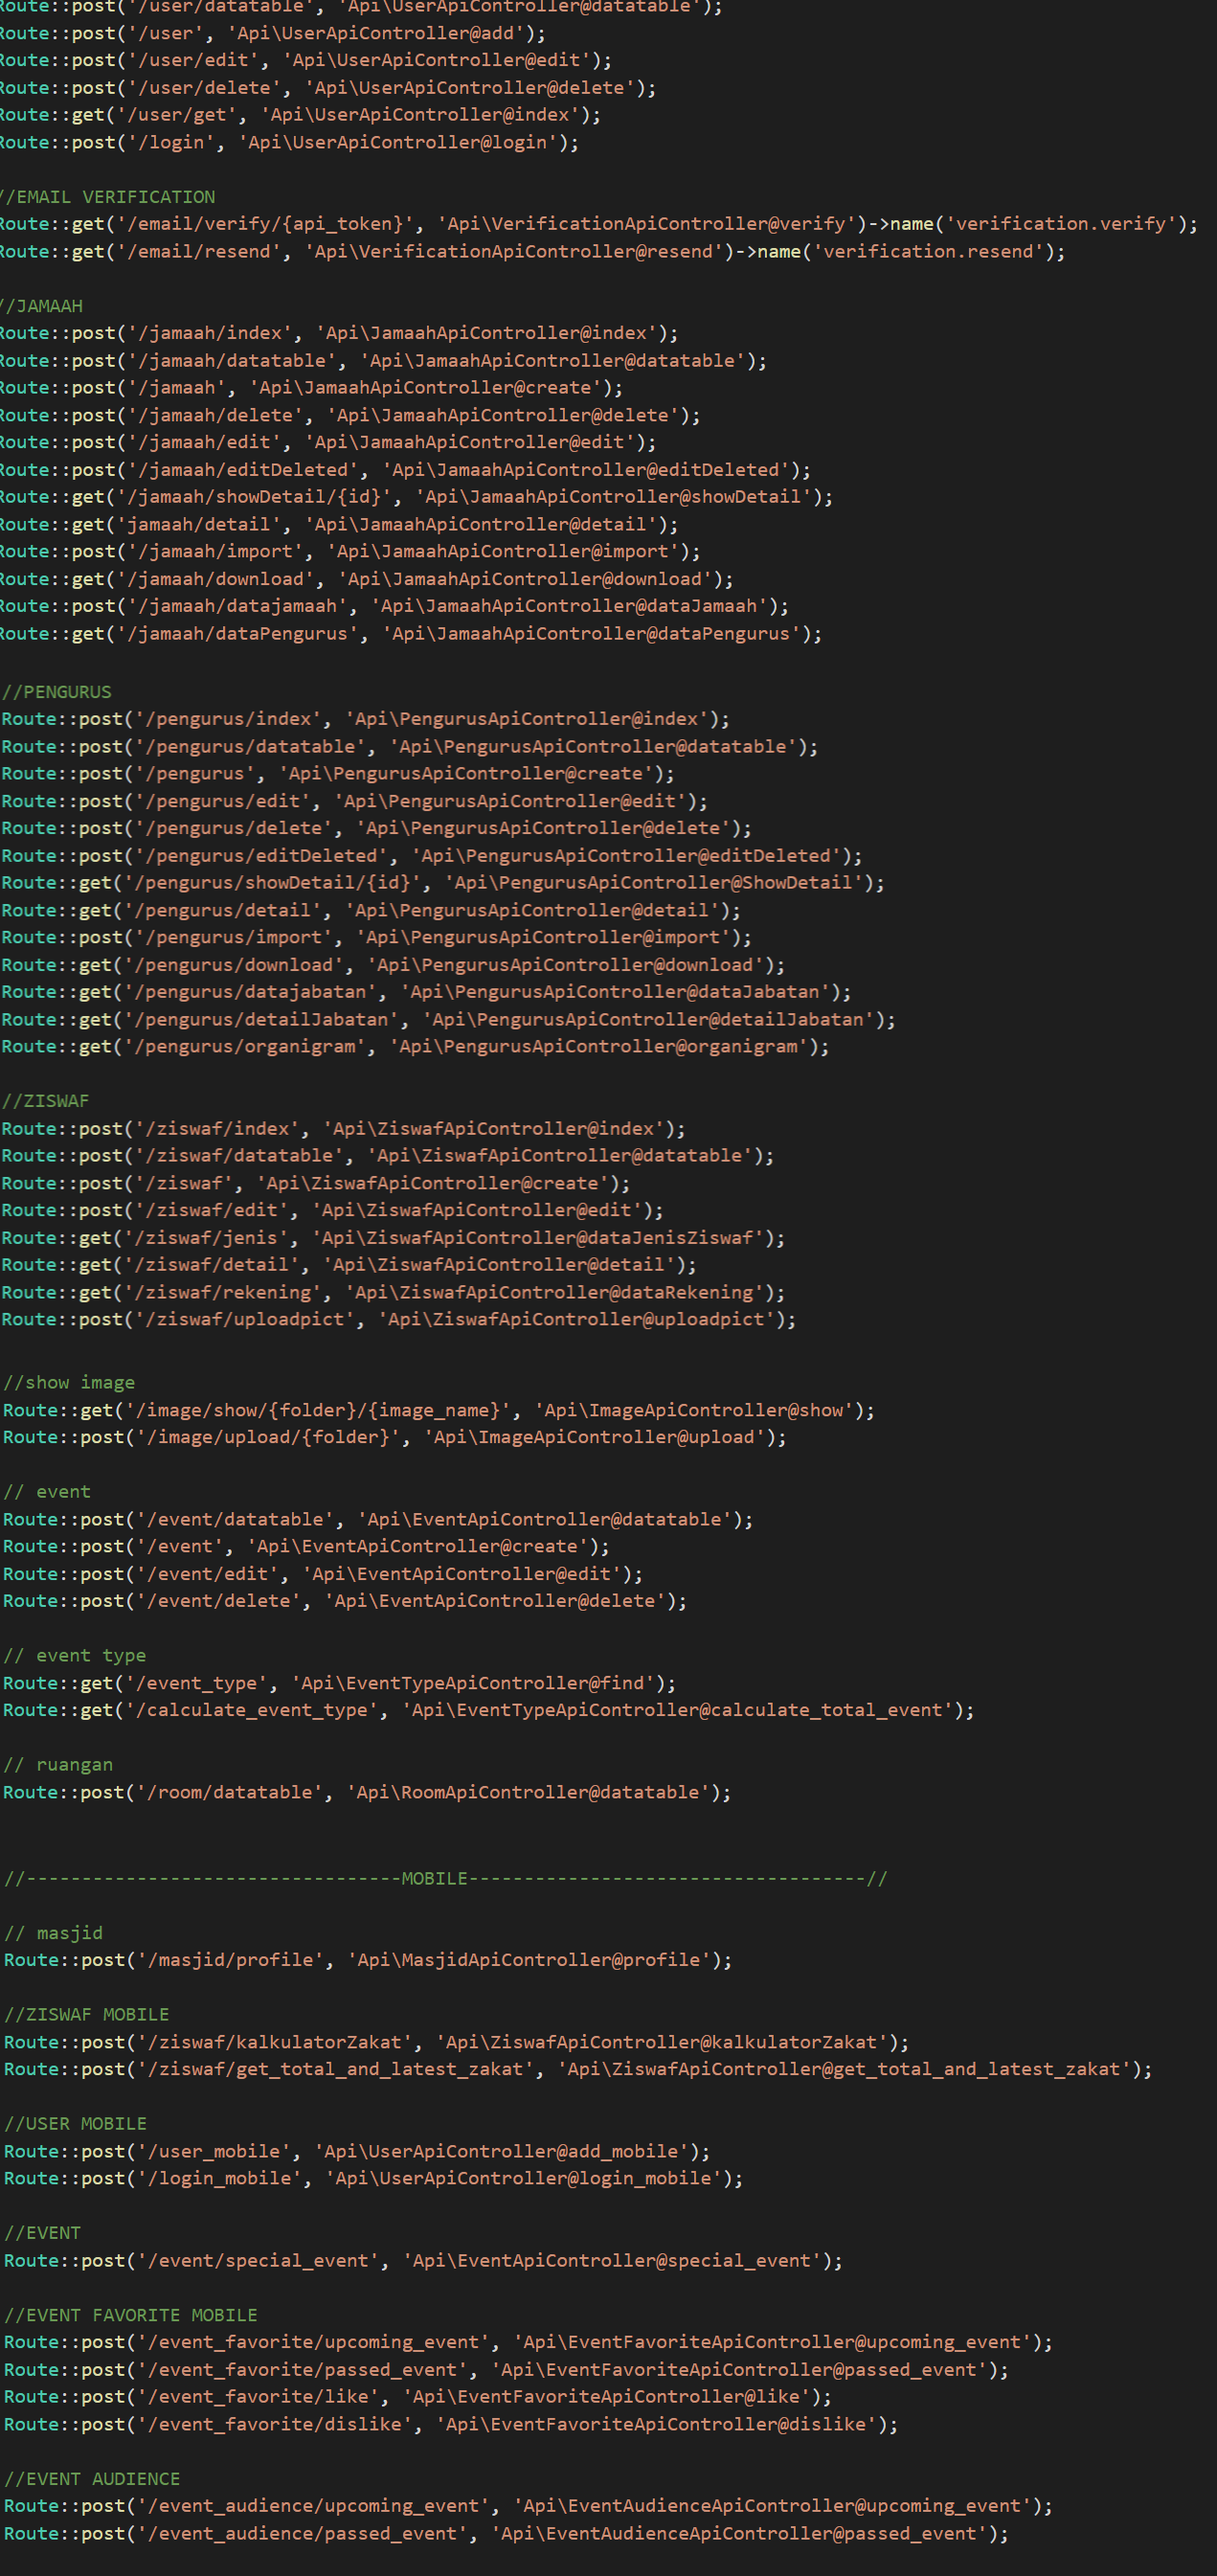 Route::post('/user/datatable', 'Api\UserApiController@datatable');
Route::post('/user', 'Api\UserApiController@add');
Route::post('/user/edit', 'Api\UserApiController@edit');
Route::post('/user/delete', 'Api\UserApiController@delete');
Route::get('/user/get', 'Api\UserApiController@index');
Route::post('/login', 'Api\UserApiController@login');
//EMAIL VERIFICATION
Route::get('/email/verify/{api_token}', 'Api\VerificationApiController@verify')->name('verification.verify');
Route::get('/email/resend', 'Api\VerificationApiController@resend')->name('verification.resend');
//JAMAAH
Route::post('/jamaah/index', 'Api\JamaahApiController@index');
Route::post('/jamaah/datatable', 'Api\JamaahApiController@datatable');
Route::post('/jamaah', 'Api\JamaahApiController@create');
Route::post('/jamaah/delete', 'Api\JamaahApiController@delete');
Route::post('/jamaah/edit', 'Api\JamaahApiController@edit');
Route::post('/jamaah/editDeleted', 'Api\JamaahApiController@editDeleted');
Route::get('/jamaah/showDetail/{id}', 'Api\JamaahApiController@showDetail');
Route::get('jamaah/detail', 'Api\JamaahApiController@detail');
Route::post('/jamaah/import', 'Api\JamaahApiController@import');
Route::get('/jamaah/download', 'Api\JamaahApiController@download');
Route::post('/jamaah/datajamaah', 'Api\JamaahApiController@dataJamaah');
Route::get('/jamaah/dataPengurus', 'Api\JamaahApiController@dataPengurus');
//PENGURUS
Route::post('/pengurus/index', 'Api\PengurusApiController@index');
Route::post('/pengurus/datatable', 'Api\PengurusApiController@datatable');
Route::post('/pengurus', 'Api\PengurusApiController@create');
Route::post('/pengurus/edit', 'Api\PengurusApiController@edit');
Route::post('/pengurus/delete', 'Api\PengurusApiController@delete');
Route::post('/pengurus/editDeleted', 'Api\PengurusApiController@editDeleted');
Route::get('/pengurus/showDetail/{id}', 'Api\PengurusApiController@ShowDetail');
Route::get('/pengurus/detail', 'Api\PengurusApiController@detail');
Route::post('/pengurus/import', 'Api\PengurusApiController@import');
Route::get('/pengurus/download', 'Api\PengurusApiController@download');
Route::get('/pengurus/datajabatan', 'Api\PengurusApiController@dataJabatan');
Route::get('/pengurus/detailJabatan', 'Api\PengurusApiController@detailJabatan');
Route::get('/pengurus/organigram', 'Api\PengurusApiController@organigram');
//ZISWAF
Route::post('/ziswaf/index', 'Api\ZiswafApiController@index');
Route::post('/ziswaf/datatable', 'Api\ZiswafApiController@datatable');
Route::post('/ziswaf', 'Api\ZiswafApiController@create');
Route::post('/ziswaf/edit', 'Api\ZiswafApiController@edit');
Route::get('/ziswaf/jenis', 'Api\ZiswafApiController@dataJenisZiswaf');
Route::get('/ziswaf/detail', 'Api\ZiswafApiController@detail');
Route::get('/ziswaf/rekening', 'Api\ZiswafApiController@dataRekening');
Route::post('/ziswaf/uploadpict', 'Api\ZiswafApiController@uploadpict');
//show image
Route::get('/image/show/{folder}/{image_name}', 'Api\ImageApiController@show');
Route::post('/image/upload/{folder}', 'Api\ImageApiController@upload');
// event
Route::post('/event/datatable', 'Api\EventApiController@datatable');
Route::post('/event', 'Api\EventApiController@create');
Route::post('/event/edit', 'Api\EventApiController@edit');
Route::post('/event/delete', 'Api\EventApiController@delete');
// event type
Route::get('/event_type', 'Api\EventTypeApiController@find');
Route::get('/calculate_event_type', 'Api\EventTypeApiController@calculate_total_event');
// ruangan
Route::post('/room/datatable', 'Api\RoomApiController@datatable');
//----------------------------------MOBILE------------------------------------//
// masjid
Route::post('/masjid/profile', 'Api\MasjidApiController@profile');
//ZISWAF MOBILE
Route::post('/ziswaf/kalkulatorZakat', 'Api\ZiswafApiController@kalkulatorZakat');
Route::post('/ziswaf/get_total_and_latest_zakat', 'Api\ZiswafApiController@get_total_and_latest_zakat');
//USER MOBILE
Route::post('/user_mobile', 'Api\UserApiController@add_mobile');
Route::post('/login_mobile', 'Api\UserApiController@login_mobile');
//EVENT
Route::post('/event/special_event', 'Api\EventApiController@special_event');
//EVENT FAVORITE MOBILE
Route::post('/event_favorite/upcoming_event', 'Api\EventFavoriteApiController@upcoming_event');
Route::post('/event_favorite/passed_event', 'Api\EventFavoriteApiController@passed_event');
Route::post('/event_favorite/like', 'Api\EventFavoriteApiController@like');
Route::post('/event_favorite/dislike', 'Api\EventFavoriteApiController@dislike');
//EVENT AUDIENCE
Route::post('/event_audience/upcoming_event', 'Api\EventAudienceApiController@upcoming_event');
Route::post('/event_audience/passed_event', 'Api\EventAudienceApiController@passed_event');